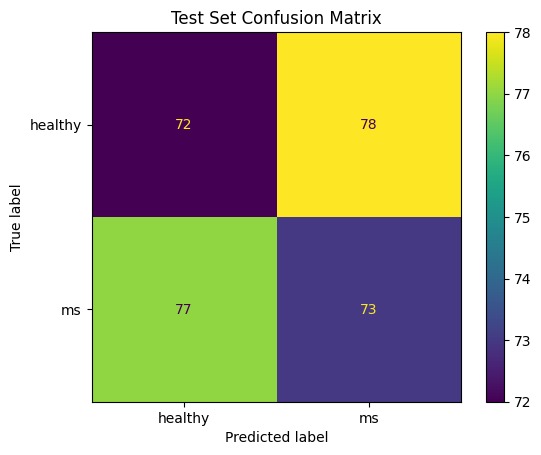 Test Set Confusion Matrix
True label
healthy
72
78
ms
77
73
healthy
ms
Predicted label
78
77
76
75
74
73
72